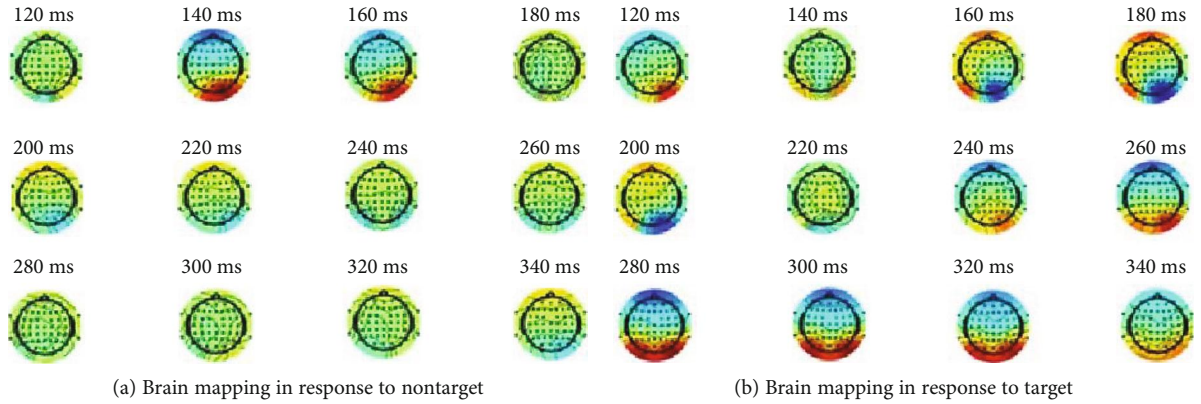 120 ms 140 ms 160 ms 180 ms 120 ms 140 ms 160 ms 180 ms
200 ms 220 ms 240 ms 260 ms 200 ms 220 ms 240 ms 260 ms
280 ms 300 ms 320 ms 340 ms 280 ms 300 ms 320 ms 340 ms
(a) Brain mapping in response to nontarget (b) Brain mapping in response to target